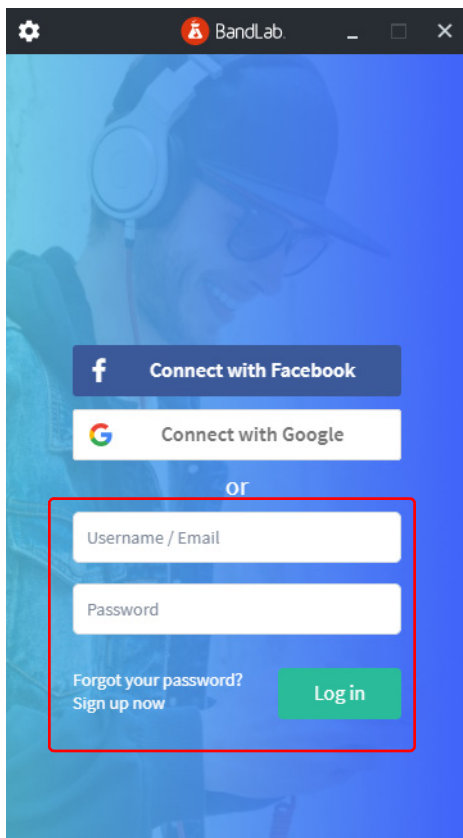 BandLab.
Connect with Facebook
Connect with Google
or
Username / Email
Password
Forgot your password?
Sign up now
Log in